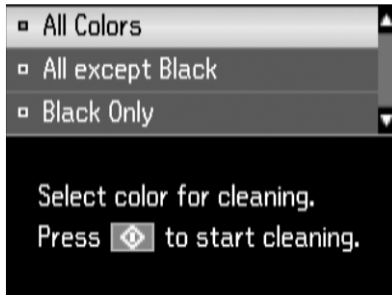 All Colors
All except Black
Black Only
Select color for cleaning.
Press to start cleaning.